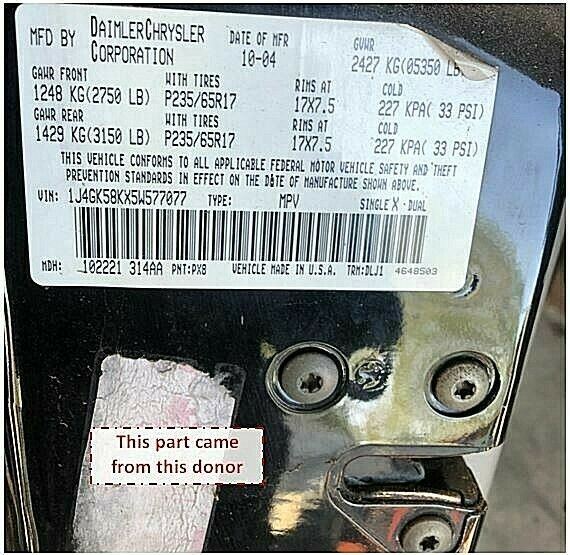 MFD BY DAIMLERCHRYSLER CORPORATION
DATE OF MFR 10-04
GVWR 2427 KG(05350 LB)
GAWR FRONT WITH TIRES RIMS AT COLD
1248 KG(2750 LB) P235/65R17 17X7.5 227 KPA( 33 PSI)
GAWR REAR WITH TIRES RIMS AT COLD
1429 KG(3150 LB) P235/65R17 17X7.5 227 KPA( 33 PSI)
THIS VEHICLE CONFORMS TO ALL APPLICABLE FEDERAL MOTOR VEHICLE SAFETY AND THEFT
PREVENTION STANDARDS IN EFFECT ON THE DATE OF MANUFACTURE SHOWN ABOVE.
VIN: 1J4GK58KX5W577077 TYPE: MPV SINGLE X DUAL
MDH: 102221 314AA PNT:PX8 VEHICLE MADE IN U.S.A. TRM:DLJ1 4648503
This part came
from this donor